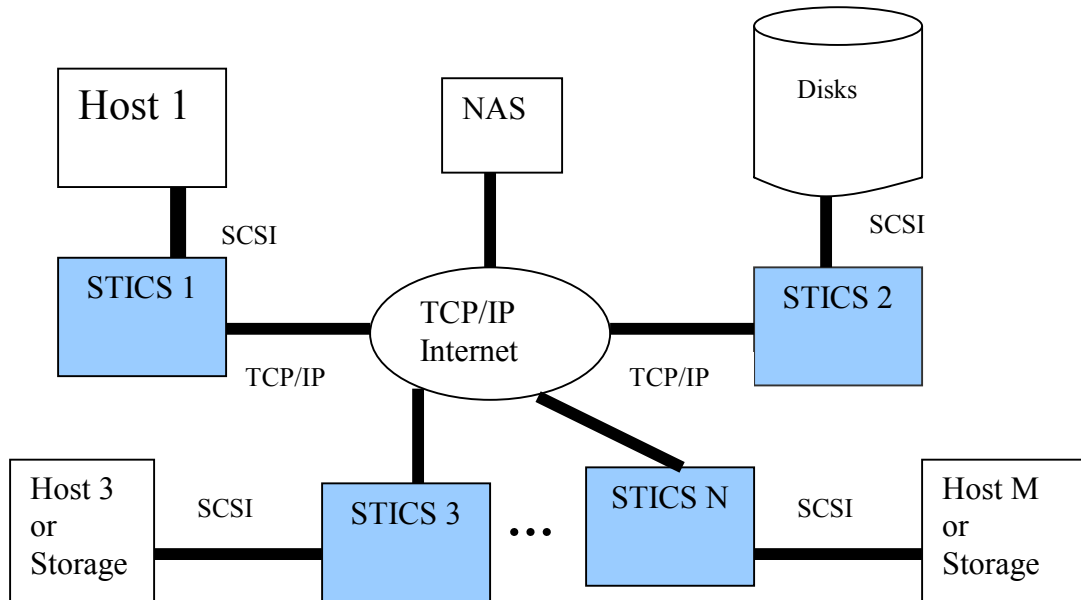 Host 1
NAS
Disks
SCSI
SCSI
STICS 1
TCP/IP
Internet
STICS 2
TCP/IP
TCP/IP
Host 3
or
Storage
SCSI
STICS 3
...
STICS N
SCSI
Host M
or
Storage